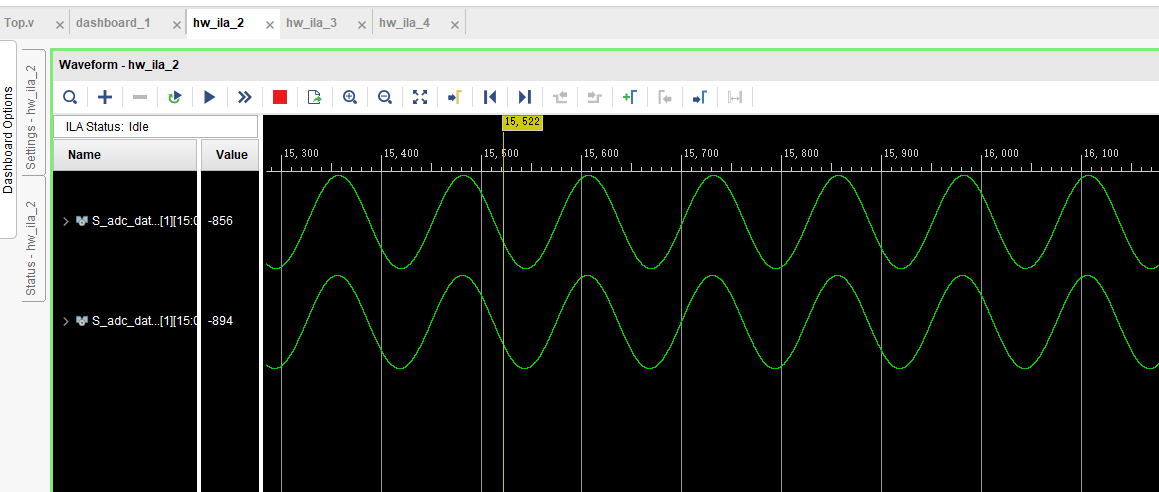 Top.v dashboard_1 hw_ila_2 hw_ila_3 hw_ila_4
Dashboard Options
Settings - hw_ila_2
Status - hw_ila_2
Waveform - hw_ila_2
ILA Status: Idle
Name Value
15,522
15,300 15,400 15,500 15,600 15,700 15,800 15,900 16,000 16,100
S_adc_dat...[1][15:0 -856
S_adc_dat...[1][15:0 -894